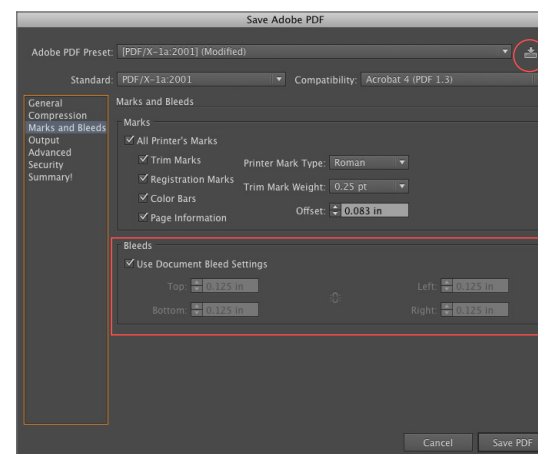 Save Adobe PDF
Adobe PDF Preset: [PDF/X-1a:2001] (Modified)
Standard: PDF/X-1a:2001 Compatibility: Acrobat 4 (PDF 1.3)
General
Compression
Marks and Bleeds
Output
Advanced
Security
Summary!
Marks and Bleeds
Marks
All Printer's Marks
Trim Marks Printer Mark Type: Roman
Registration Marks Trim Mark Weight: 0.25 pt
Color Bars
Offset: 0.083 in
Page Information
Bleeds
Use Document Bleed Settings
Top: 0.125 in Left: 0.125 in
Bottom: 0.125 in Right: 0.125 in
Cancel Save PDF